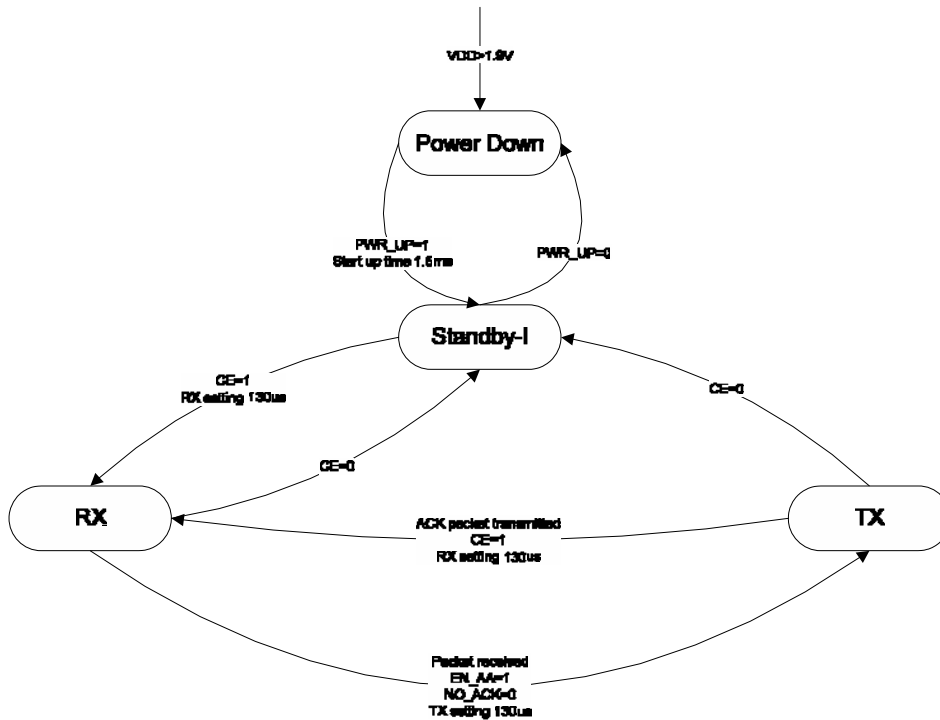 VDD>1.9V
Power Down
PWR_UP=1
Start up time 1.5ms
PWR_UP=0
Standby-I
CE=1
RX setting 130us
CE=0
CE=0
RX
TX
ACK packet transmitted
CE=1
RX setting 130us
Packet received
EN_AA=1
NO_ACK=0
TX setting 130us